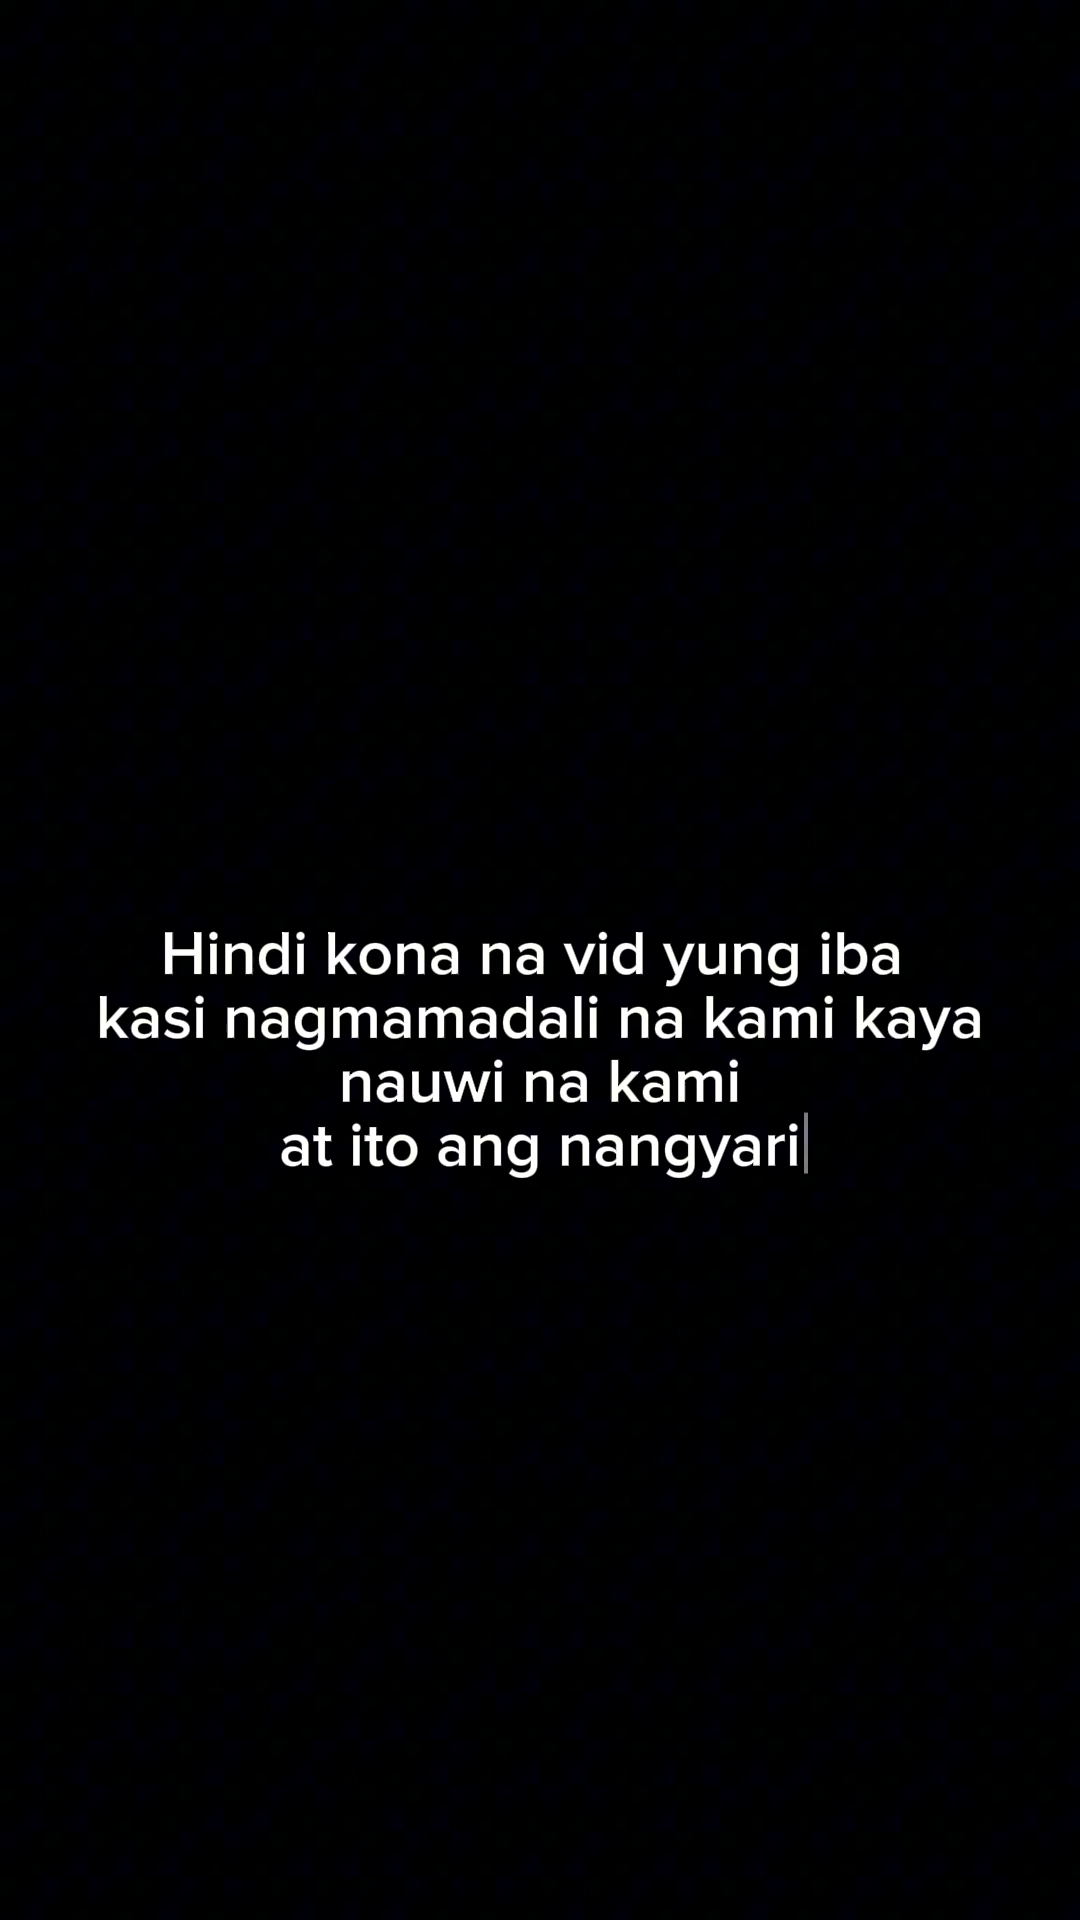 Hindi kona na vid yung iba
kasi nagmamadali na kami kaya
nauwi na kami
at ito ang nangyari